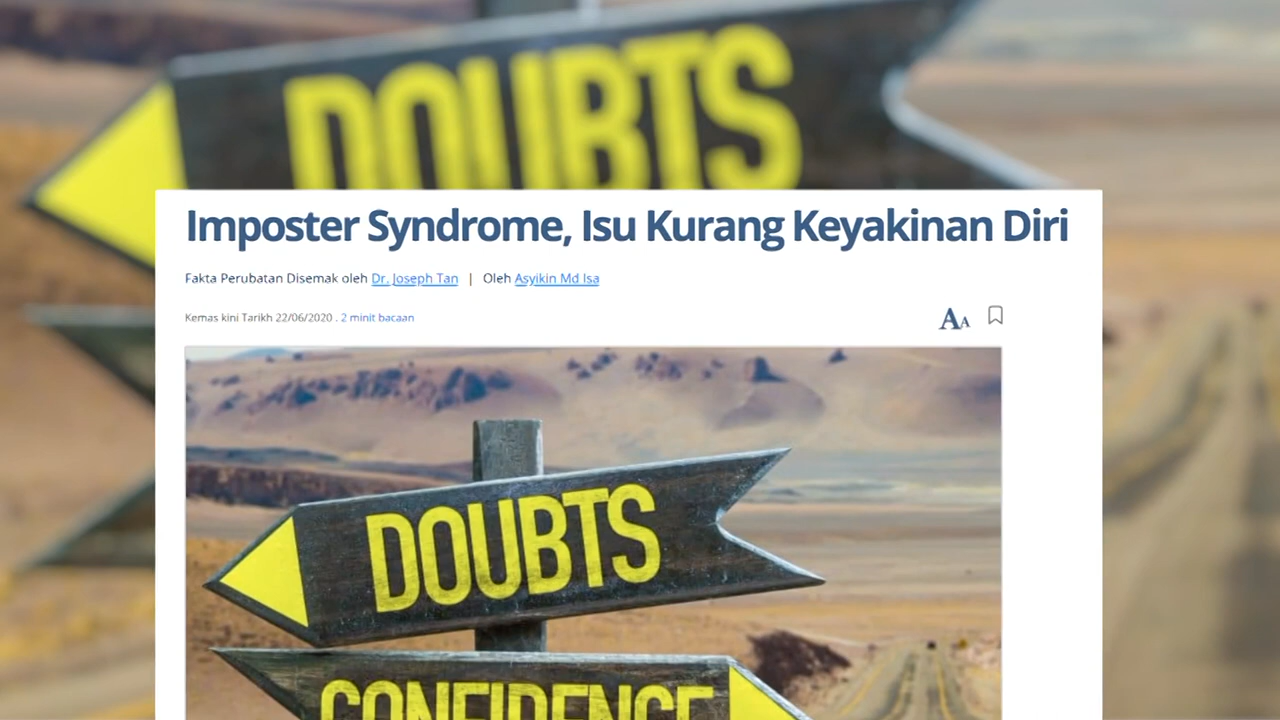 DOUBTS
Imposter Syndrome, Isu Kurang Keyakinan Diri
Fakta Perubatan Disemak oleh Dr. Joseph Tan | Oleh Asyikin Md Isa
Kemas kini Tarikh 22/06/2020 . 2 minit bacaan
AA
DOUBTS
CONFIDENCE